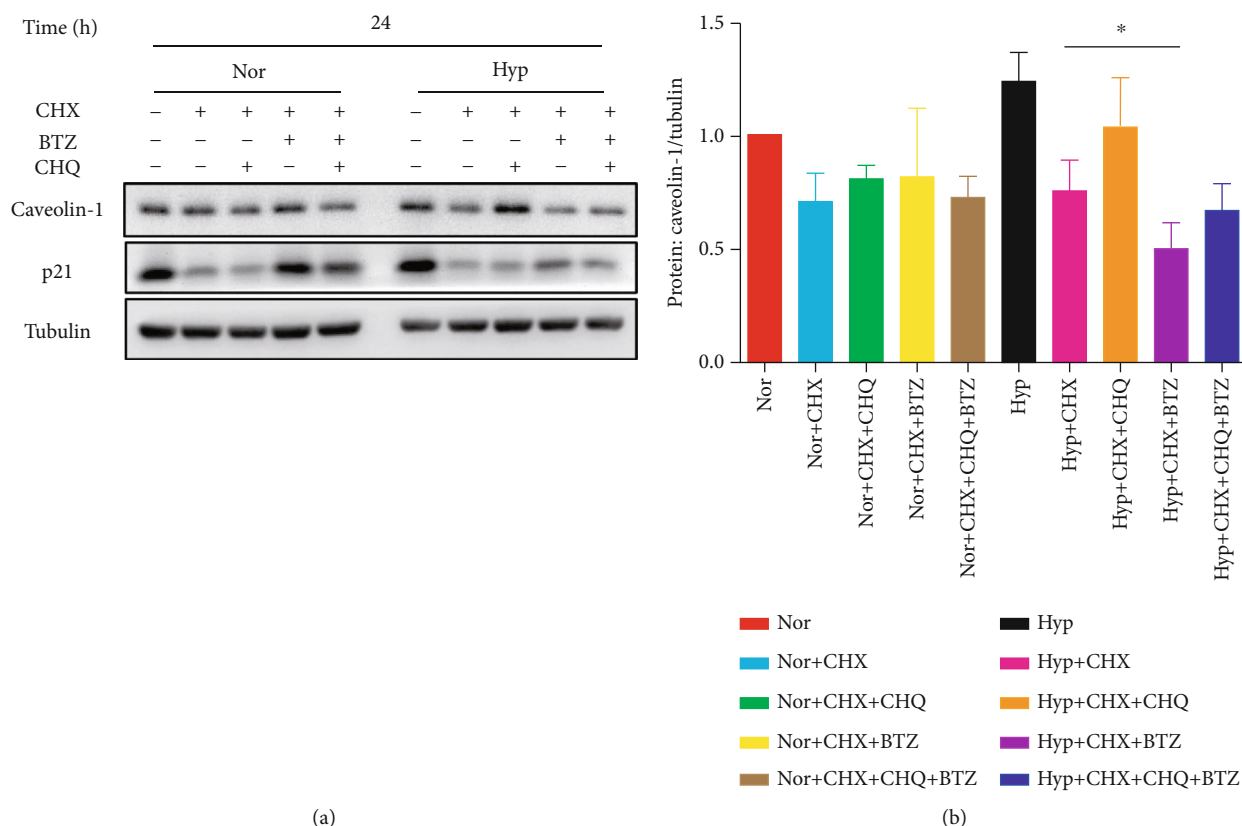 Time (h)
24
Nor
Hyp
CHX
– + + + + – + + + +
BTZ
– – – + + – – – + +
CHQ
– – + – + – – + – +
Caveolin-1
p21
Tubulin
(a)
Protein: caveolin-1/tubulin
1.5
1.0
0.5
0.0
*
Nor
Nor+CHX
Nor+CHX+CHQ
Nor+CHX+BTZ
Nor+CHX+CHQ+BTZ
Hyp
Hyp+CHX
Hyp+CHX+CHQ
Hyp+CHX+BTZ
Hyp+CHX+CHQ+BTZ
Nor
Nor+CHX
Nor+CHX+CHQ
Nor+CHX+BTZ
Nor+CHX+CHQ+BTZ
Hyp
Hyp+CHX
Hyp+CHX+CHQ
Hyp+CHX+BTZ
Hyp+CHX+CHQ+BTZ
(b)